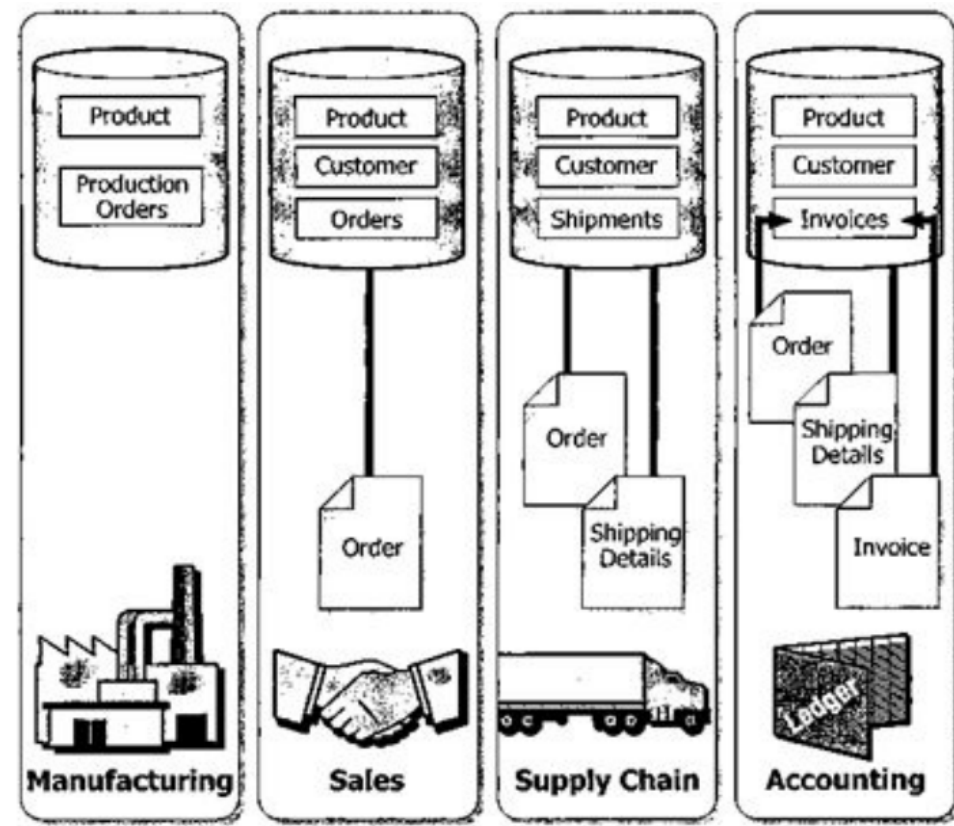 Product
Production
Orders
Manufacturing
Product
Customer
Orders
Order
Sales
Product
Customer
Shipments
Order
Shipping
Details
Supply Chain
Product
Customer
Invoices
Order
Shipping
Details
Invoice
Ledger
Accounting